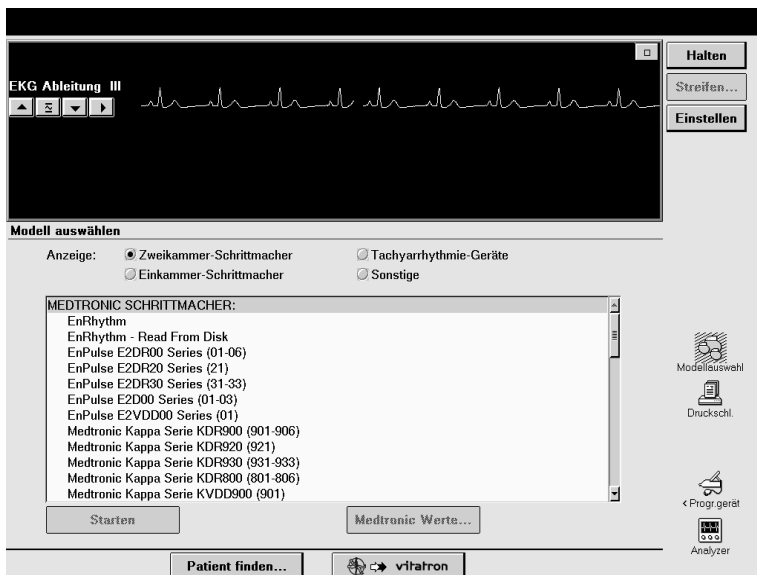 Halten
EKG Ableitung III
Streifen...
Einstellen
Modell auswählen
Anzeige: Zweikammer-Schrittmacher Tachyarrhythmie-Geräte
Einkammer-Schrittmacher Sonstige
MEDTRONIC SCHRITTMACHER:
EnRhythm
EnRhythm - Read From Disk
EnPulse E2DR00 Series (01-06)
EnPulse E2DR20 Series (21)
EnPulse E2DR30 Series (31-33)
EnPulse E2D00 Series (01-03)
EnPulse E2VDD00 Series (01)
Medtronic Kappa Serie KDR900 (901-906)
Medtronic Kappa Serie KDR920 (921)
Medtronic Kappa Serie KDR930 (931-933)
Medtronic Kappa Serie KDR800 (801-806)
Medtronic Kappa Serie KVDD900 (901)
Modellauswahl
Druckschl.
< Progr.gerät
Analyzer
Starten Medtronic Werte...
Patient finden... vitatron